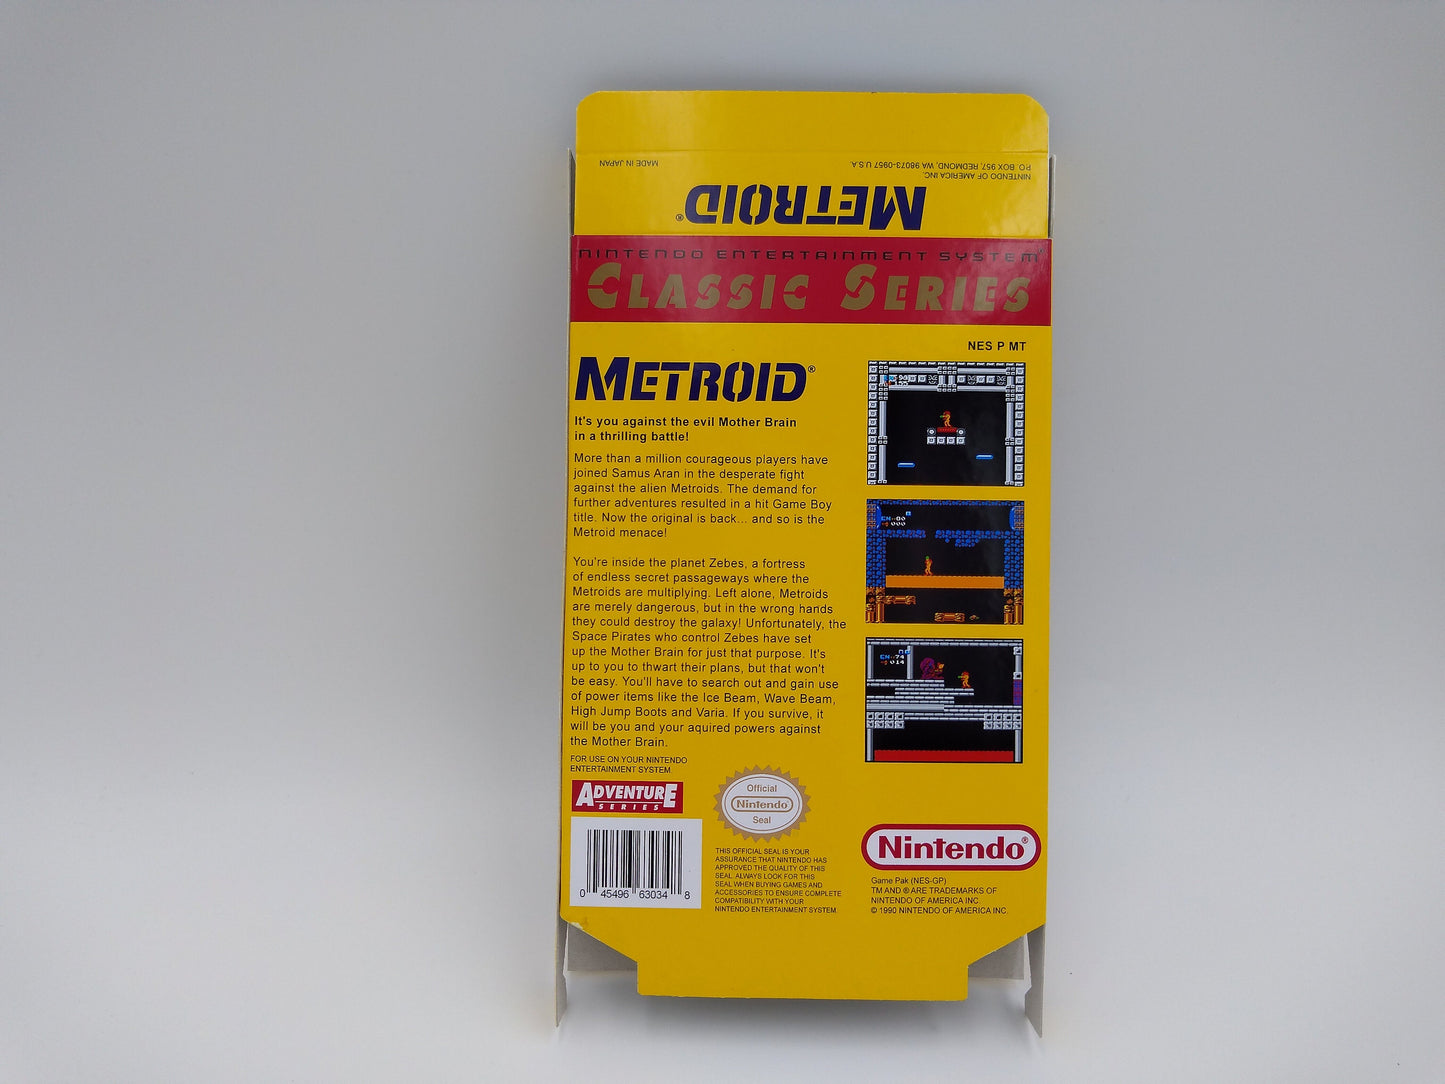 MADE IN JAPAN
NINTENDO OF AMERICA INC.
P.O. BOX 957, REDMOND, WA 98073-0957 U.S.A.
METROID®
NINTENDO ENTERTAINMENT SYSTEM®
CLASSIC SERIES
NES P MT
METROID®
It's you against the evil Mother Brain
in a thrilling battle!
More than a million courageous players have
joined Samus Aran in the desperate fight
against the alien Metroids. The demand for
further adventures resulted in a hit Game Boy
title. Now the original is back... and so is the
Metroid menace!
You're inside the planet Zebes, a fortress
of endless secret passageways where the
Metroids are multiplying. Left alone, Metroids
are merely dangerous, but in the wrong hands
they could destroy the galaxy! Unfortunately, the
Space Pirates who control Zebes have set
up the Mother Brain for just that purpose. It's
up to you to thwart their plans, but that won't
be easy. You'll have to search out and gain use
of power items like the Ice Beam, Wave Beam,
High Jump Boots and Varia. If you survive, it
will be you and your aquired powers against
the Mother Brain.
FOR USE ON YOUR NINTENDO
ENTERTAINMENT SYSTEM
ADVENTURE
SERIES
0 45496 63034 8
Official
Nintendo
Seal
THIS OFFICIAL SEAL IS YOUR
ASSURANCE THAT NINTENDO HAS
APPROVED THE QUALITY OF THIS
SEAL. ALWAYS LOOK FOR THIS
SEAL WHEN BUYING GAMES AND
ACCESSORIES TO ENSURE COMPLETE
COMPATIBILITY WITH YOUR
NINTENDO ENTERTAINMENT SYSTEM
EN..80
000
EN..74
014
Nintendo®
Game Pak (NES-GP)
TM AND ® ARE TRADEMARKS OF
NINTENDO OF AMERICA INC.
© 1990 NINTENDO OF AMERICA INC.